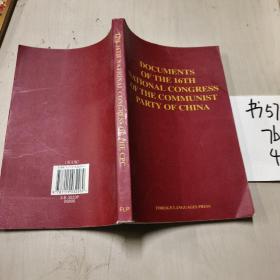 DOCUMENTS
OF THE 16TH
NATIONAL CONGRESS
OF THE COMMUNIST
PARTY OF CHINA
FOREIGN LANGUAGES PRESS
THE 16TH NATIONAL CONGRESS OF THE CPC
FLP
书57
7b
4